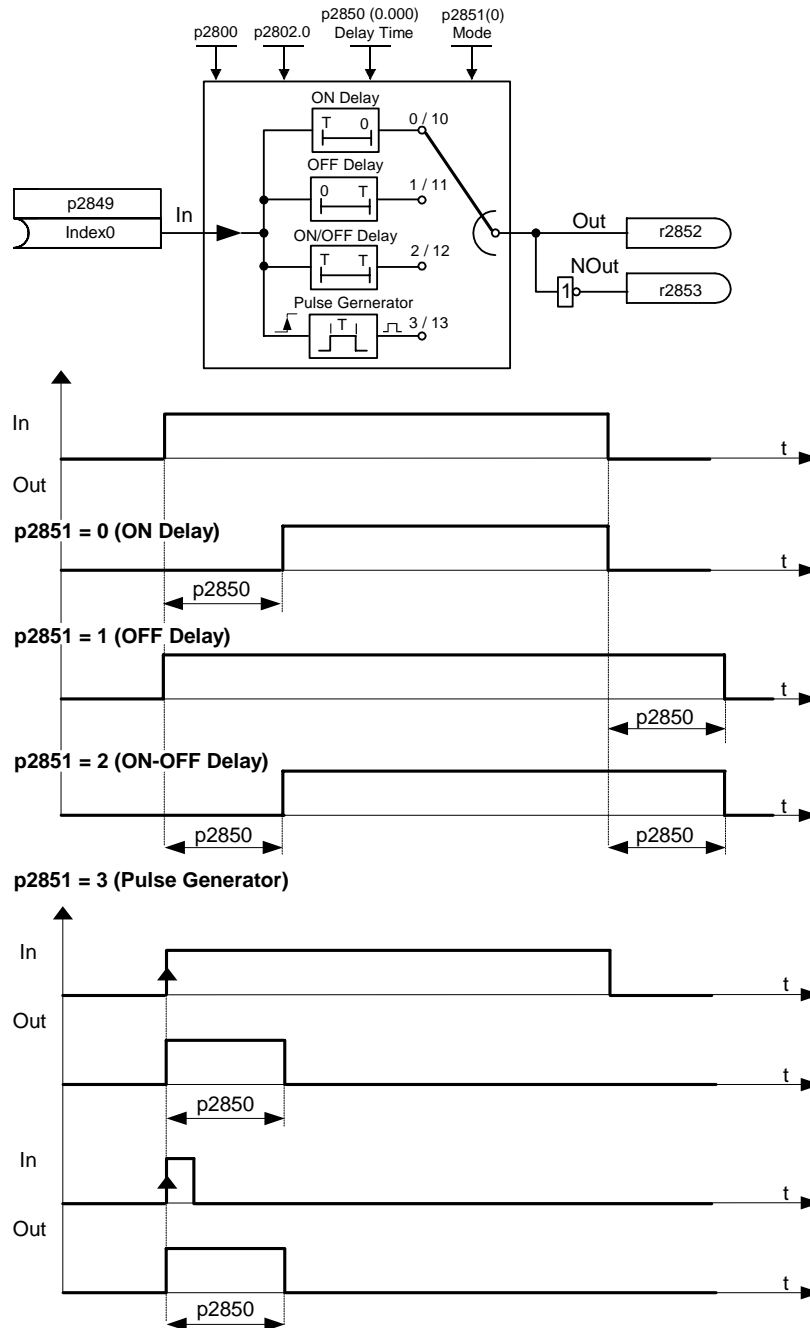 p2800
p2802.0
p2850 (0.000)
Delay Time
p2851(0)
Mode
ON Delay
T 0
0 / 10
OFF Delay
0 T
1 / 11
ON/OFF Delay
T T
2 / 12
Pulse Gernerator
T
3 / 13
p2849
Index0
In
Out
r2852
NOut
1
r2853
In
t
Out
p2851 = 0 (ON Delay)
t
p2850
p2851 = 1 (OFF Delay)
t
p2850
p2851 = 2 (ON-OFF Delay)
t
p2850
p2850
p2851 = 3 (Pulse Generator)
In
t
Out
t
p2850
In
t
Out
t
p2850